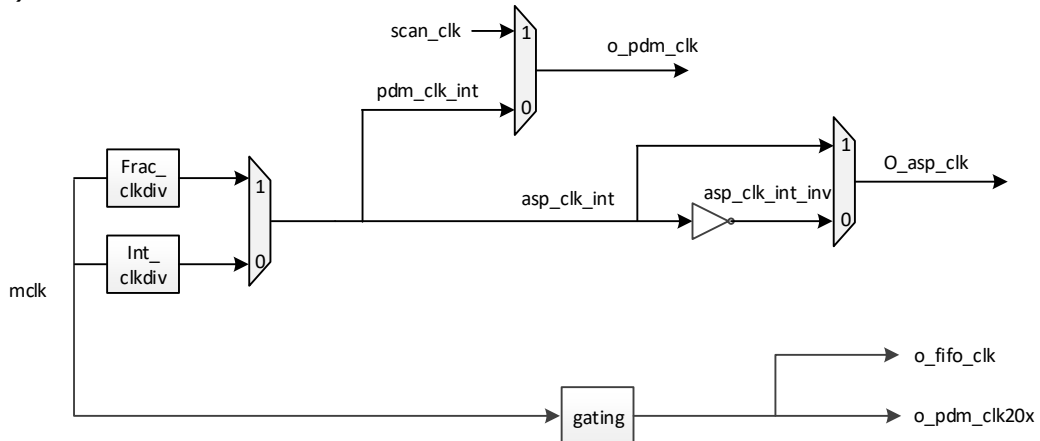 scan_clk
1
o_pdm_clk
pdm_clk_int
0
Frac_
clkdiv
1
1
O_asp_clk
asp_clk_int
asp_clk_int_inv
0
Int_
clkdiv
0
mclk
o_fifo_clk
gating
o_pdm_clk20x